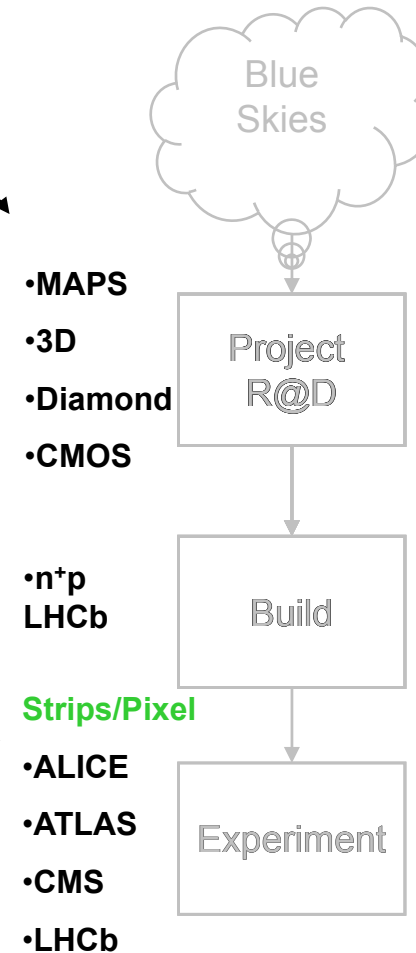 Blue
Skies
•MAPS
•3D
•Diamond
•CMOS
Project
R@D
•n⁺p
LHCb
Build
Strips/Pixel
•ALICE
•ATLAS
•CMS
•LHCb
Experiment